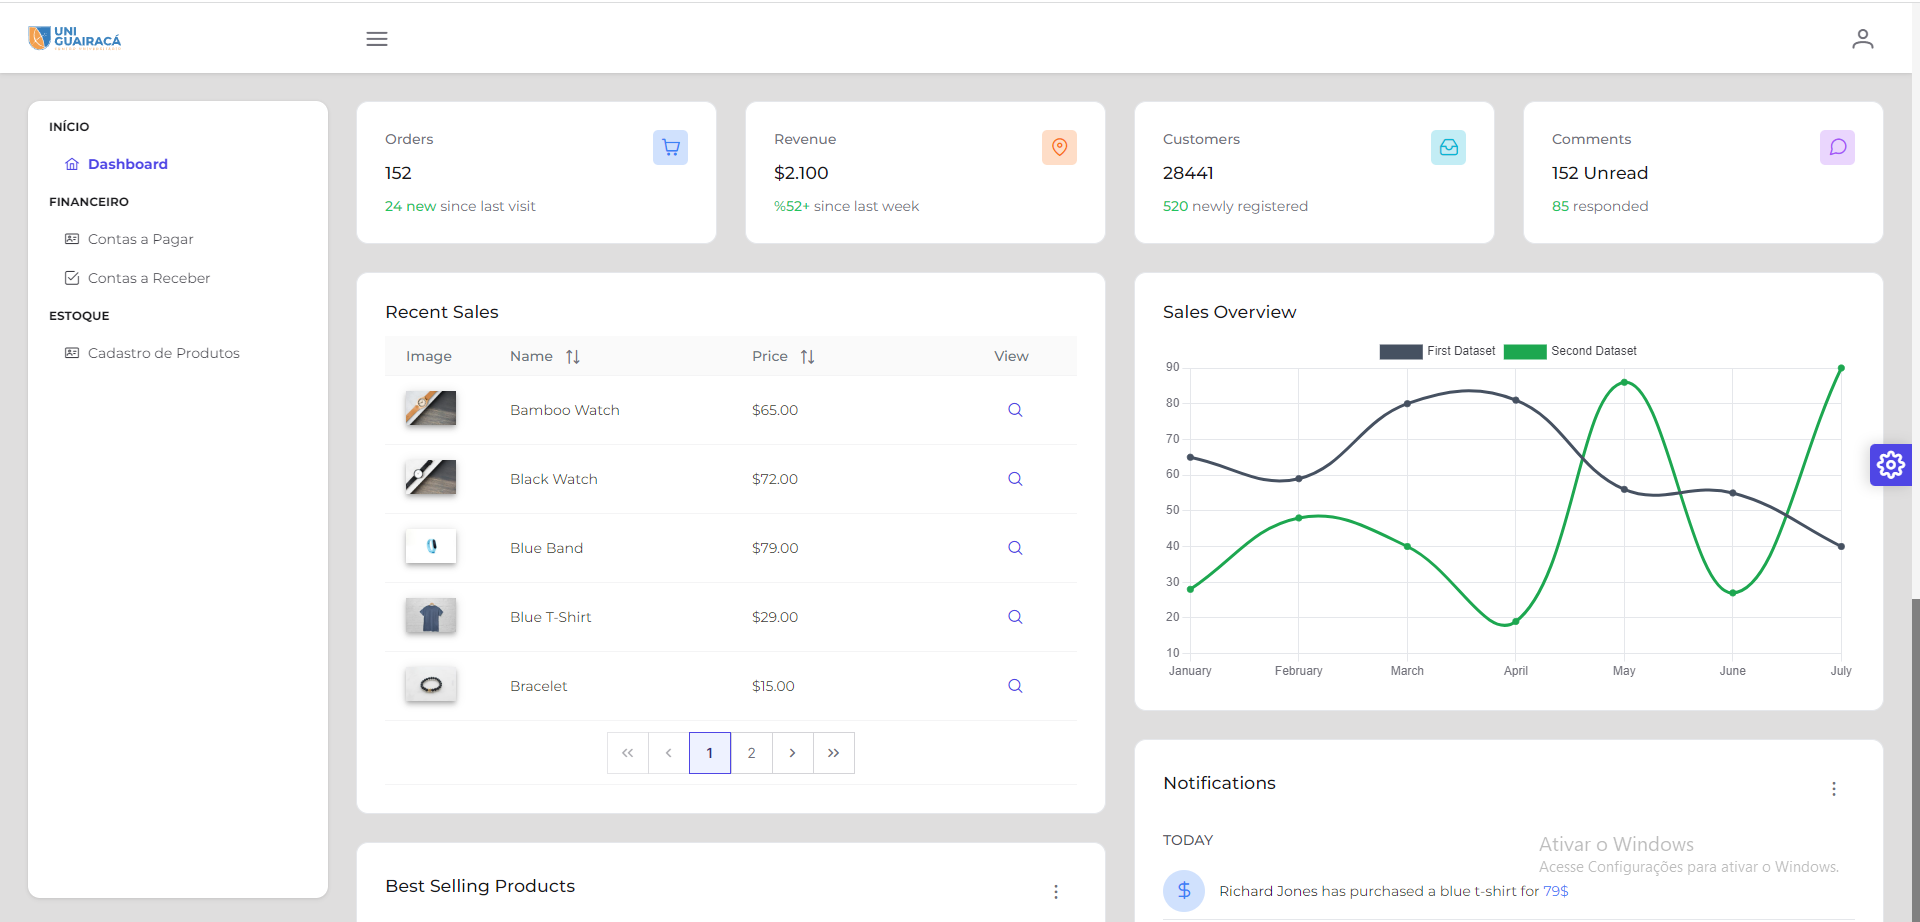 UNI
GUAIRACÁ
INÍCIO
Dashboard
FINANCEIRO
Contas a Pagar
Contas a Receber
ESTOQUE
Cadastro de Produtos
Orders
152
24 new since last visit
Revenue
$2.100
%52+ since last week
Customers
28441
520 newly registered
Comments
152 Unread
85 responded
Recent Sales
Image Name Price View
Bamboo Watch $65.00
Black Watch $72.00
Blue Band $79.00
Blue T-Shirt $29.00
Bracelet $15.00
1 2
Best Selling Products
Sales Overview
First Dataset Second Dataset
90
80
70
60
50
40
30
20
10
January February March April May June July
Notifications
TODAY
$ Richard Jones has purchased a blue t-shirt for 79$
Ativar o Windows
Acesse Configurações para ativar o Windows.